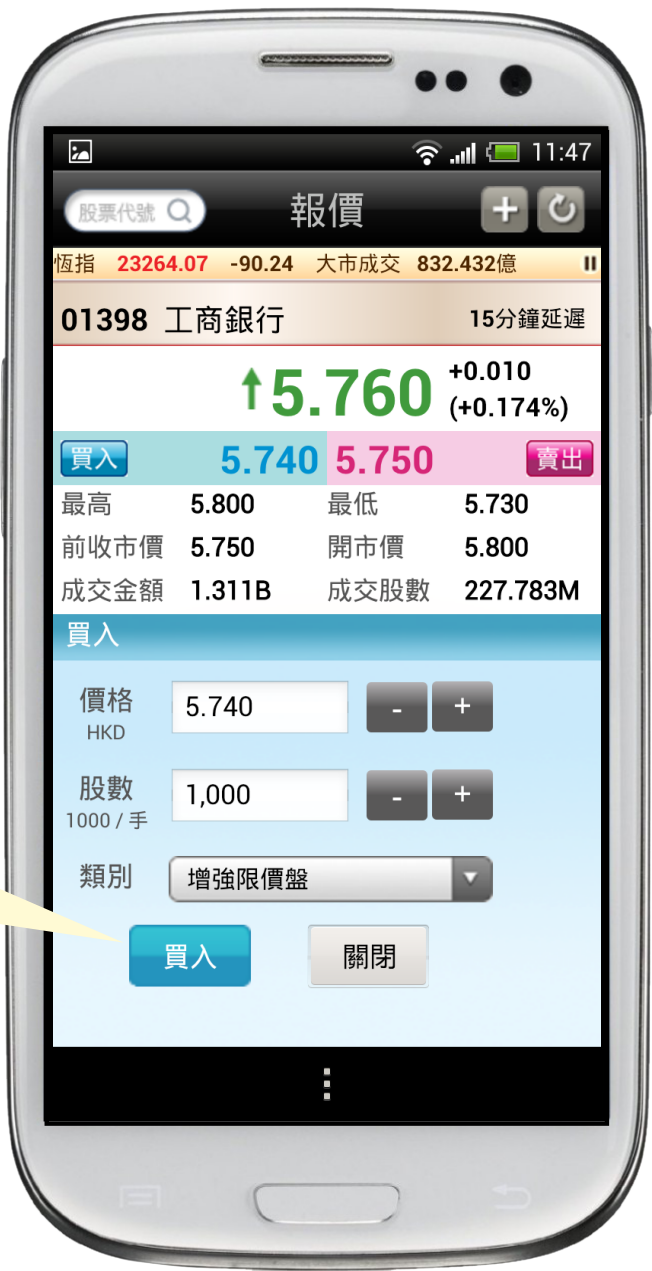 11:47
股票代號 報價
恆指 23264.07 -90.24 大市成交 832.432億
01398 工商銀行 15分鐘延遲
↑5.760 +0.010
(+0.174%)
買入 5.740 5.750 賣出
最高 5.800 最低 5.730
前收市價 5.750 開市價 5.800
成交金額 1.311B 成交股數 227.783M
買入
價格 5.740 - +
HKD
股數 1,000 - +
1000 / 手
類別 增強限價盤
買入 關閉